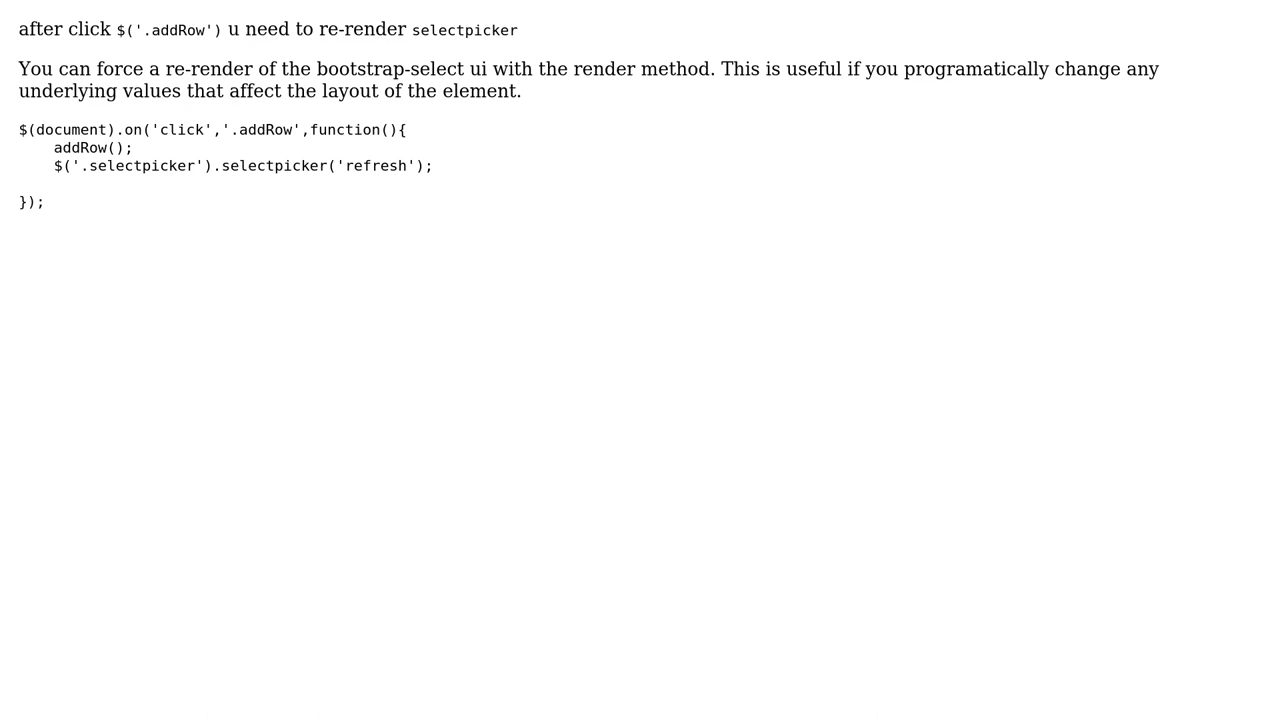 after click $('.addRow') u need to re-render selectpicker
You can force a re-render of the bootstrap-select ui with the render method. This is useful if you programatically change any
underlying values that affect the layout of the element.
$(document).on('click','.addRow',function(){
    addRow();
    $('.selectpicker').selectpicker('refresh');
});